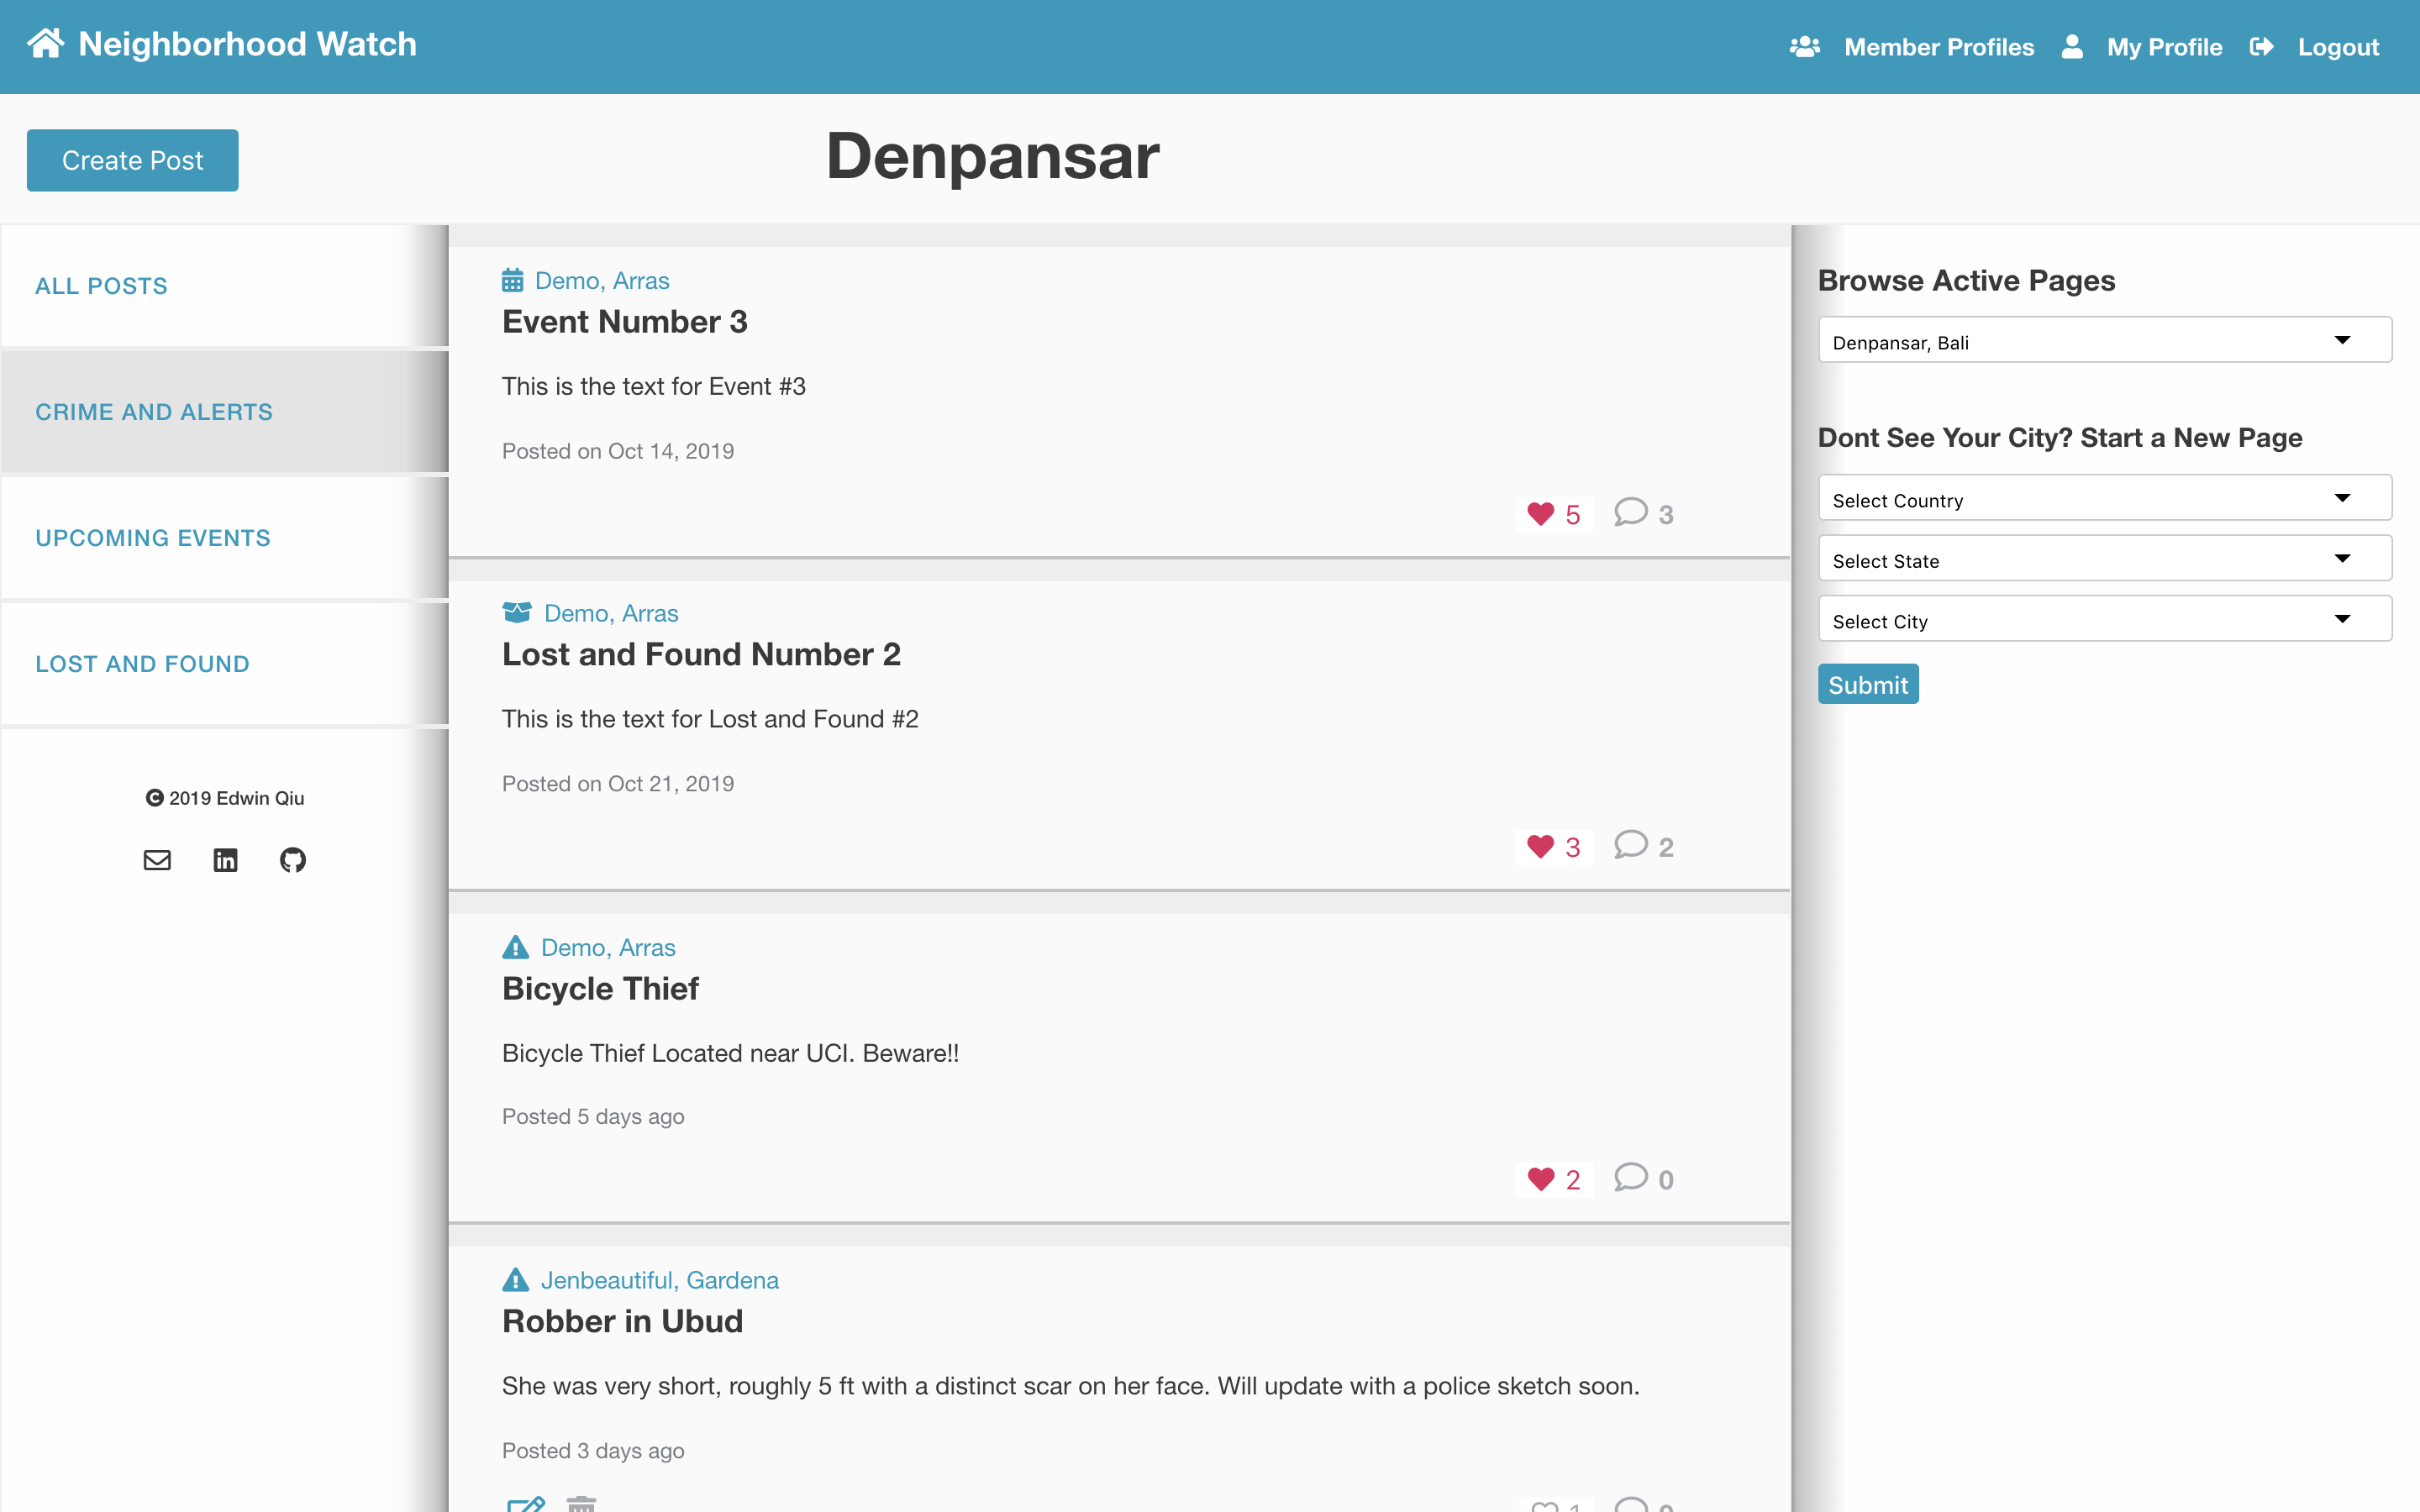 Neighborhood Watch
Member Profiles
My Profile
Logout
Create Post
Denpansar
ALL POSTS
CRIME AND ALERTS
UPCOMING EVENTS
LOST AND FOUND
© 2019 Edwin Qiu
Demo, Arras
Event Number 3
This is the text for Event #3
Posted on Oct 14, 2019
5 3
Demo, Arras
Lost and Found Number 2
This is the text for Lost and Found #2
Posted on Oct 21, 2019
3 2
Demo, Arras
Bicycle Thief
Bicycle Thief Located near UCI. Beware!!
Posted 5 days ago
2 0
Jenbeautiful, Gardena
Robber in Ubud
She was very short, roughly 5 ft with a distinct scar on her face. Will update with a police sketch soon.
Posted 3 days ago
Browse Active Pages
Denpansar, Bali
Dont See Your City? Start a New Page
Select Country
Select State
Select City
Submit